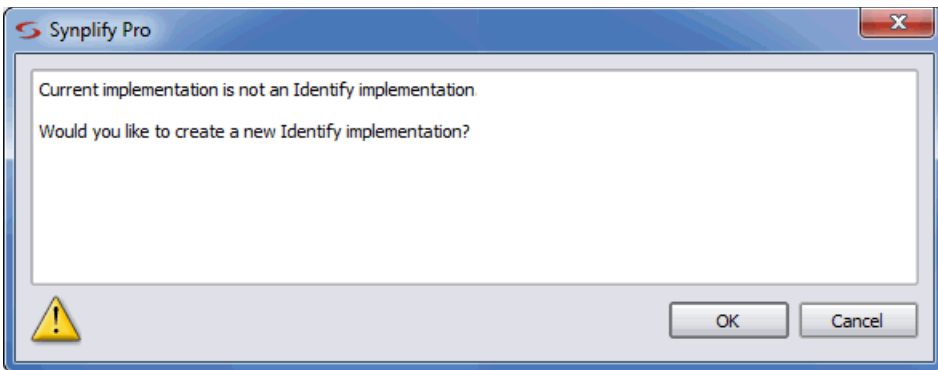 Synplify Pro
X
Current implementation is not an Identify implementation
Would you like to create a new Identify implementation?
OK
Cancel